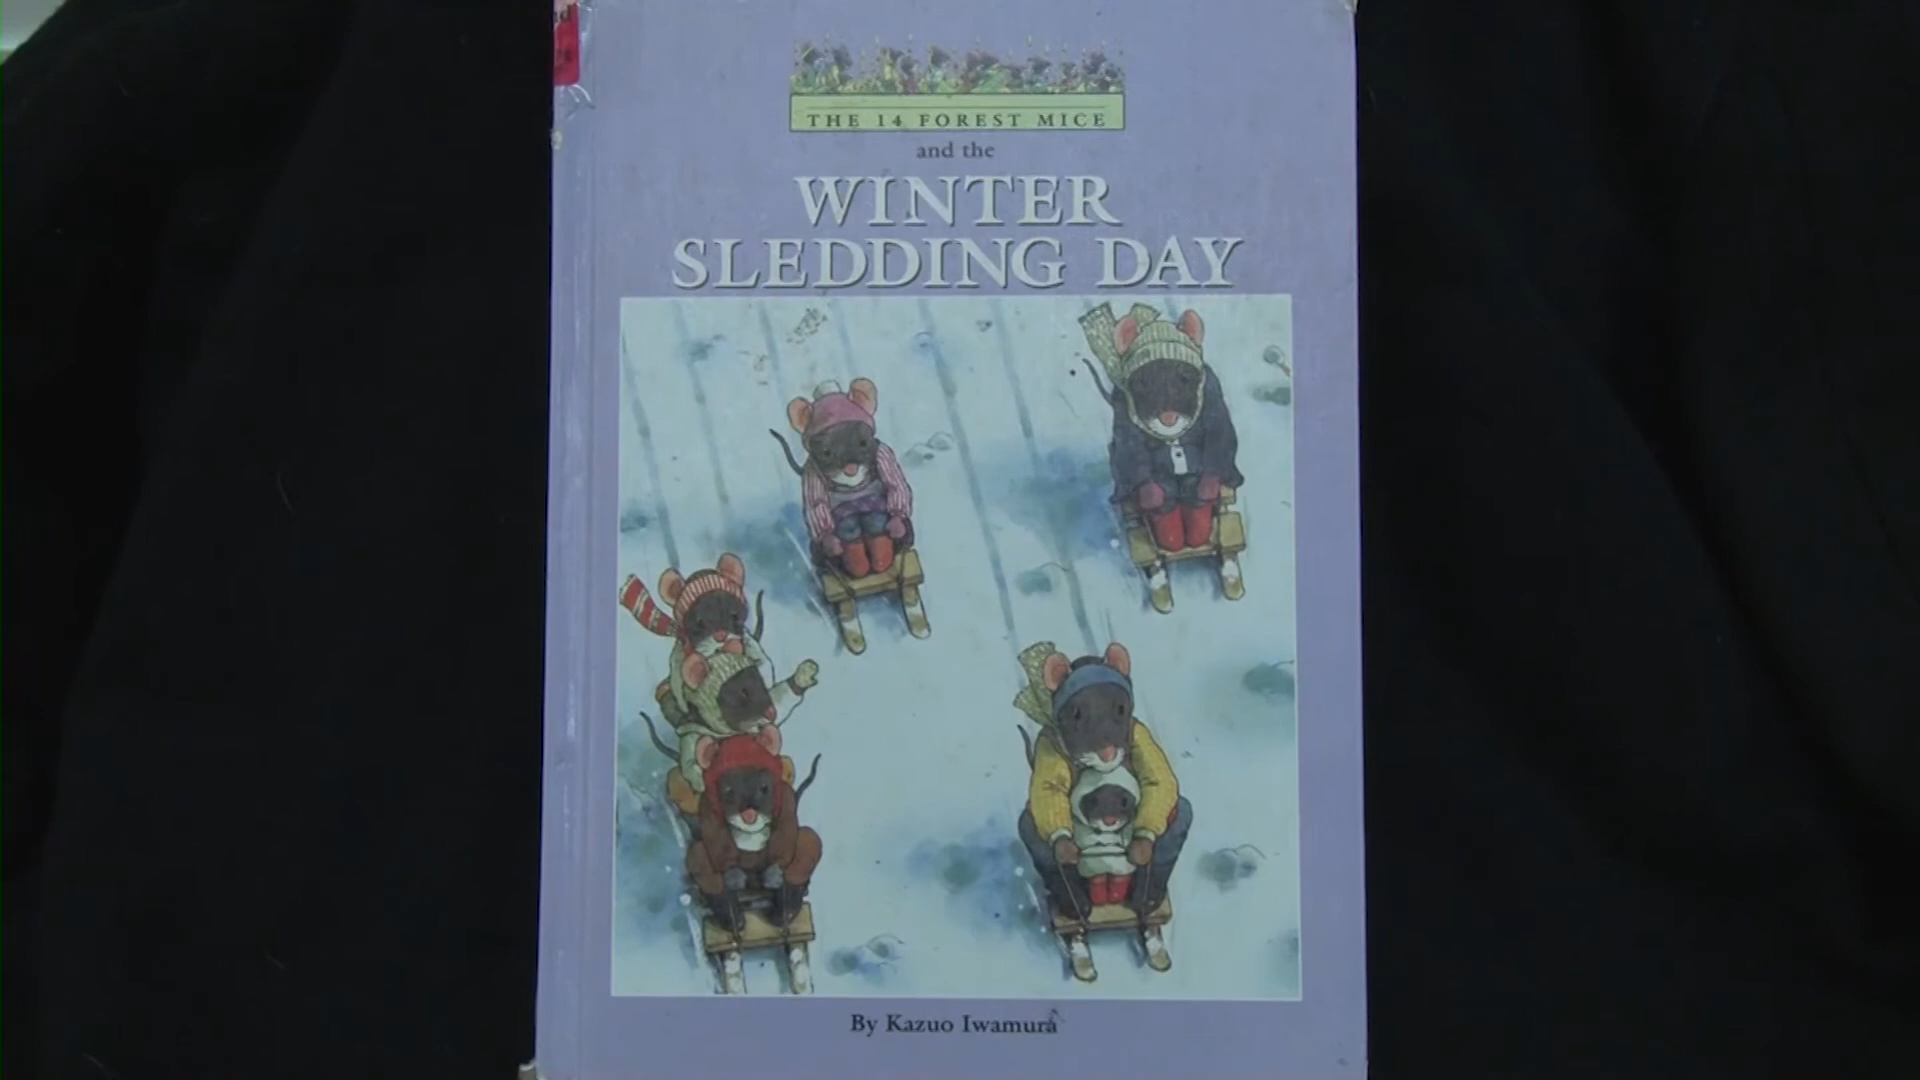 THE 14 FOREST MICE
and the
WINTER
SLEDDING DAY
By Kazuo Iwamura